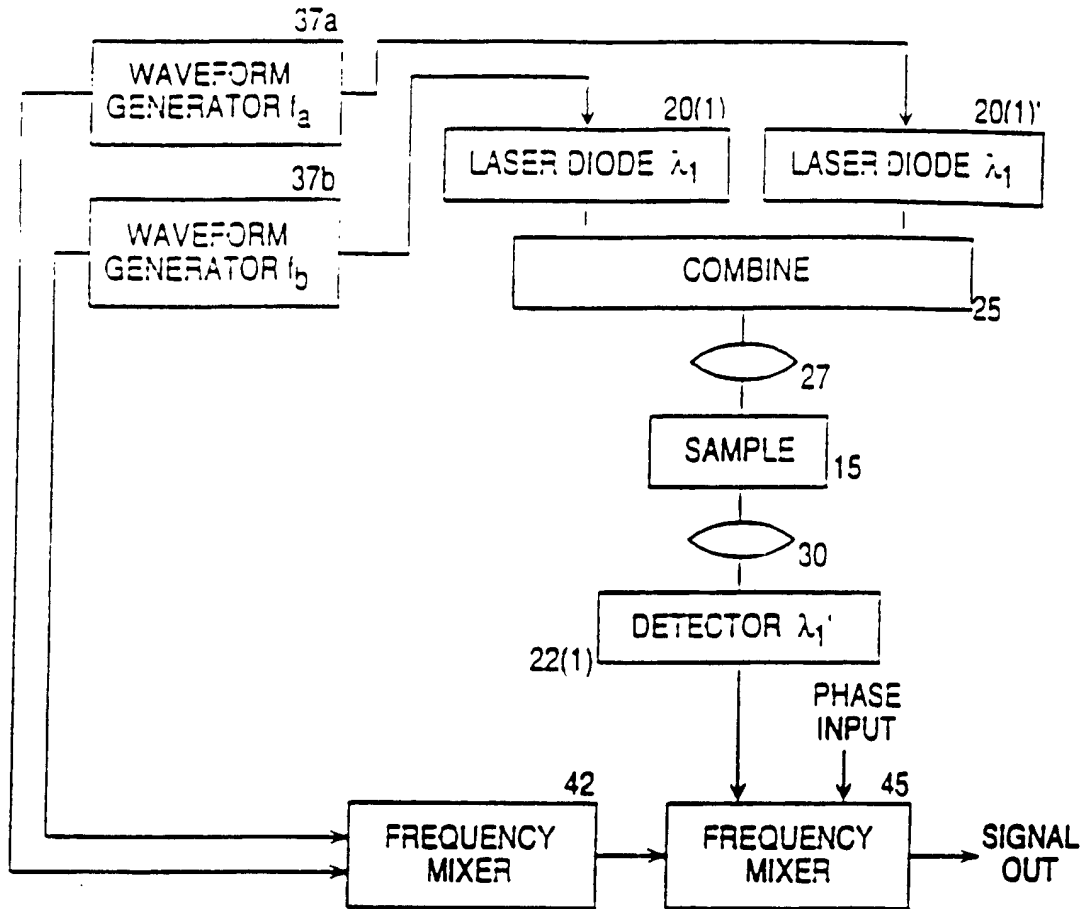 37a
WAVEFORM
GENERATOR fa
37b
WAVEFORM
GENERATOR fb
20(1)
LASER DIODE λ1
20(1)'
LASER DIODE λ1
COMBINE
25
27
SAMPLE
15
30
DETECTOR λ1'
22(1)
PHASE
INPUT
42
FREQUENCY
MIXER
45
FREQUENCY
MIXER
SIGNAL
OUT